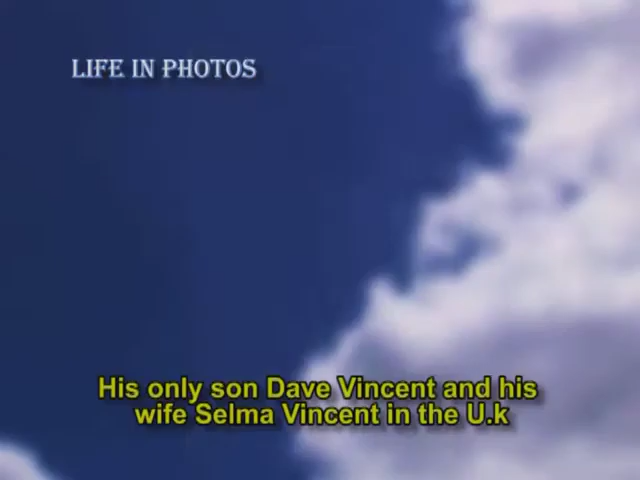 LIFE IN PHOTOS
His only son Dave Vincent and his
wife Selma Vincent in the U.k